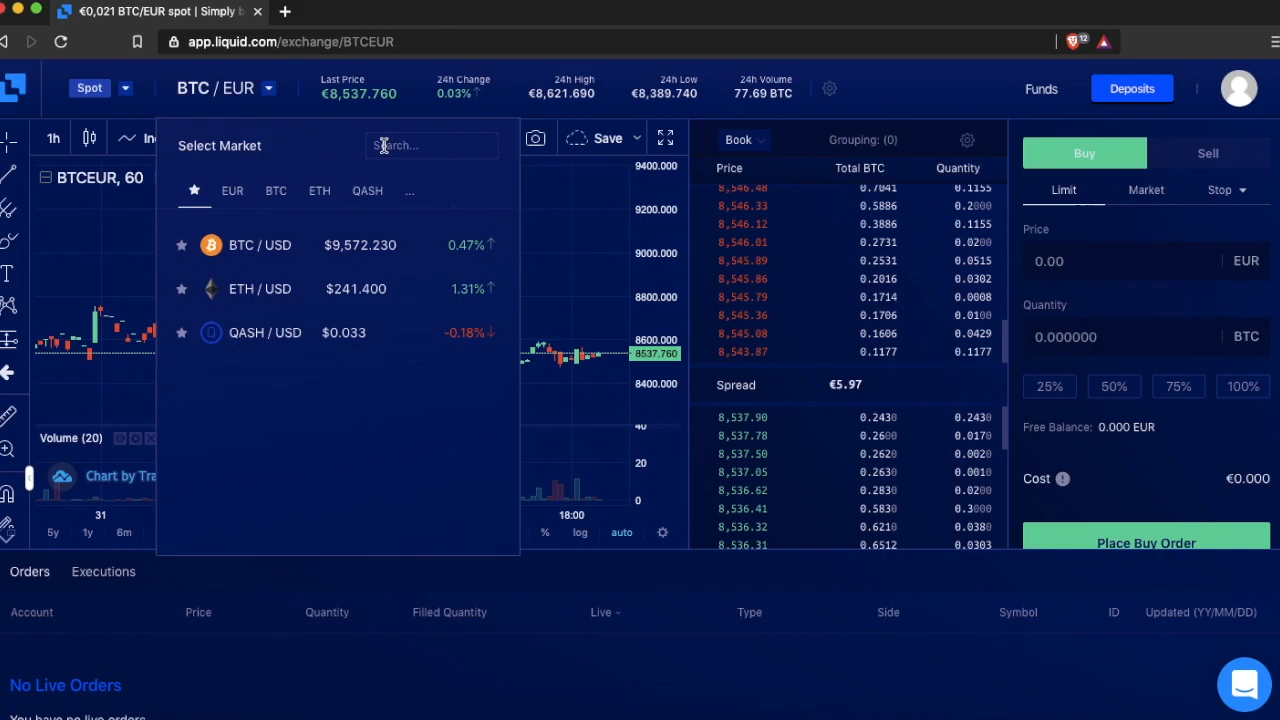 €0,021 BTC/EUR spot | Simply b
12
app.liquid.com/exchange/BTCEUR
Spot
BTC / EUR
Last Price
€8,537.760
24h Change
0.03%↑
24h High
€8,621.690
24h Low
€8,389.740
24h Volume
77.69 BTC
Funds
Deposits
1h
In
Save
BTCEUR, 60
Select Market
EUR BTC ETH QASH ...
BTC / USD $9,572.230 0.47%↑
ETH / USD $241.400 1.31%↑
QASH / USD $0.033 -0.18%↓
9400.000
9200.000
9000.000
8800.000
8600.000
8537.760
8400.000
40
20
0
Volume (20)
Chart by Tra
31
18:00
5y 1y 6m
% log auto
Book
Grouping: (0)
Price Total BTC Quantity
8,546.48 0.7041 0.1155
8,546.33 0.5886 0.2000
8,546.12 0.3886 0.1155
8,546.01 0.2731 0.0200
8,545.89 0.2531 0.0515
8,545.86 0.2016 0.0302
8,545.79 0.1714 0.0008
8,545.36 0.1706 0.0100
8,545.08 0.1606 0.0429
8,543.87 0.1177 0.1177
Spread €5.97
8,537.90 0.2430 0.2430
8,537.78 0.2600 0.0170
8,537.50 0.2620 0.0020
8,537.05 0.2630 0.0010
8,536.62 0.2830 0.0200
8,536.41 0.5830 0.3000
8,536.32 0.6210 0.0380
8,536.31 0.6512 0.0303
Buy Sell
Limit Market Stop
Price
0.00 EUR
Quantity
0.000000 BTC
25% 50% 75% 100%
Free Balance: 0.000 EUR
Cost €0.000
Place Buy Order
Orders Executions
Account Price Quantity Filled Quantity Live Type Side Symbol ID Updated (YY/MM/DD)
No Live Orders
You have no live orders